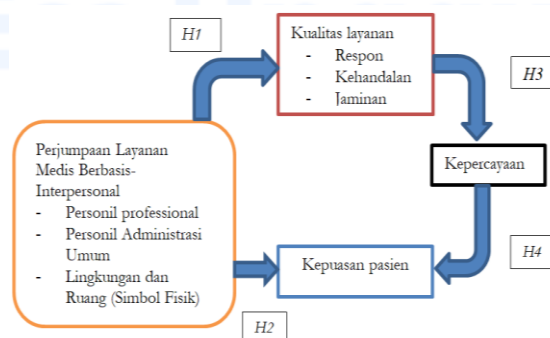 H1
Kualitas layanan
- Respon
- Kehandalan
- Jaminan
H3
Perjumpaan Layanan
Medis Berbasis-
Interpersonal
- Personil professional
- Personil Administrasi
Umum
- Lingkungan dan
Ruang (Simbol Fisik)
Kepercayaan
Kepuasan pasien
H4
H2